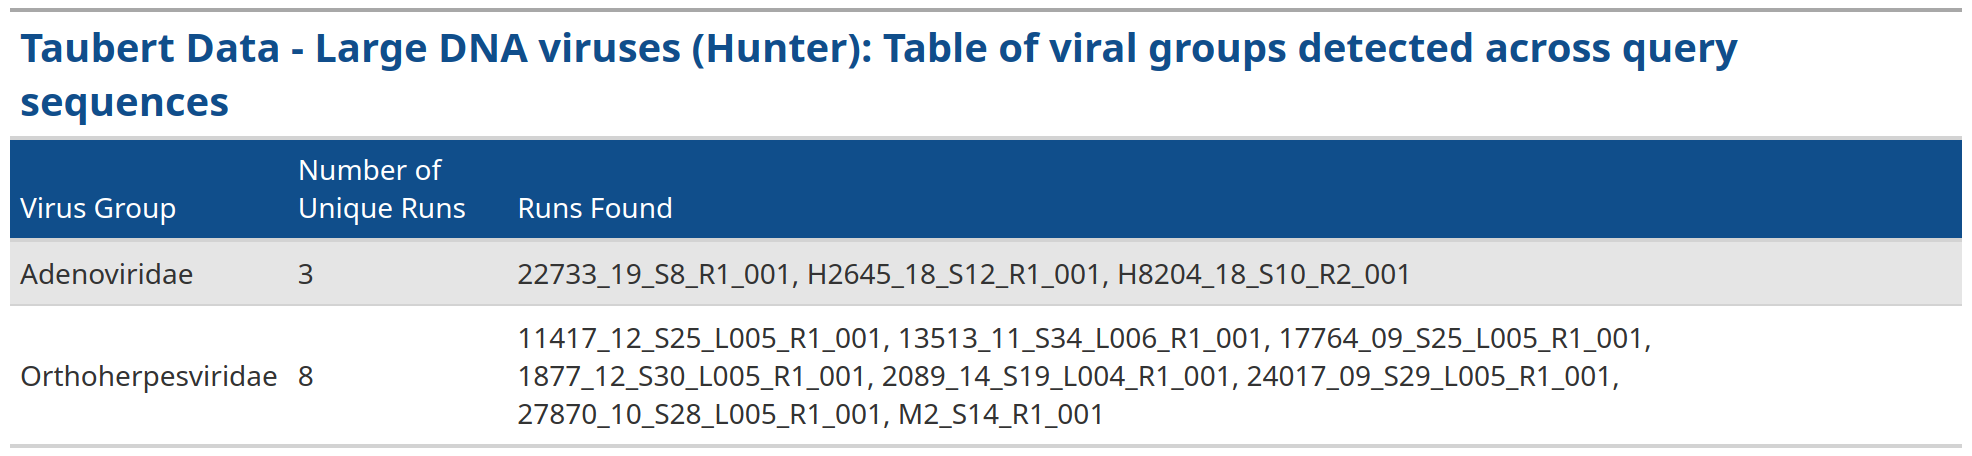 Taubert Data - Large DNA viruses (Hunter): Table of viral groups detected across query
sequences
Virus Group
Number of
Unique Runs
Runs Found
Adenoviridae 3 22733_19_S8_R1_001, H2645_18_S12_R1_001, H8204_18_S10_R2_001
Orthoherpesviridae 8
11417_12_S25_L005_R1_001, 13513_11_S34_L006_R1_001, 17764_09_S25_L005_R1_001,
1877_12_S30_L005_R1_001, 2089_14_S19_L004_R1_001, 24017_09_S29_L005_R1_001,
27870_10_S28_L005_R1_001, M2_S14_R1_001